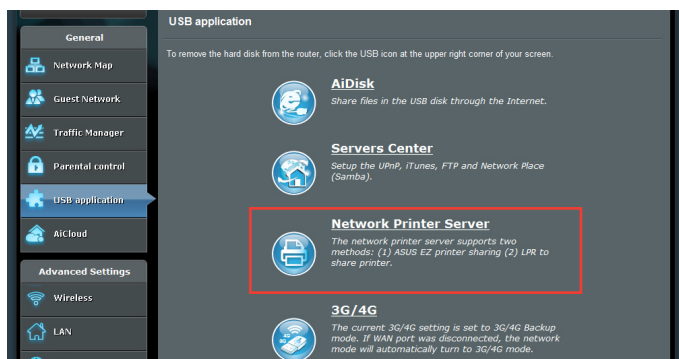 USB application
General
To remove the hard disk from the router, click the USB icon at the upper right corner of your screen.
Network Map
Guest Network
Traffic Manager
Parental control
USB application
AiCloud
Advanced Settings
Wireless
LAN
AiDisk
Share files in the USB disk through the Internet.
Servers Center
Setup the UPnP, iTunes, FTP and Network Place
(Samba).
Network Printer Server
The network printer server supports two
methods: (1) ASUS EZ printer sharing (2) LPR to
share printer.
3G/4G
The current 3G/4G setting is set to 3G/4G Backup
mode. If WAN port was disconnected, the network
mode will automatically turn to 3G/4G mode.